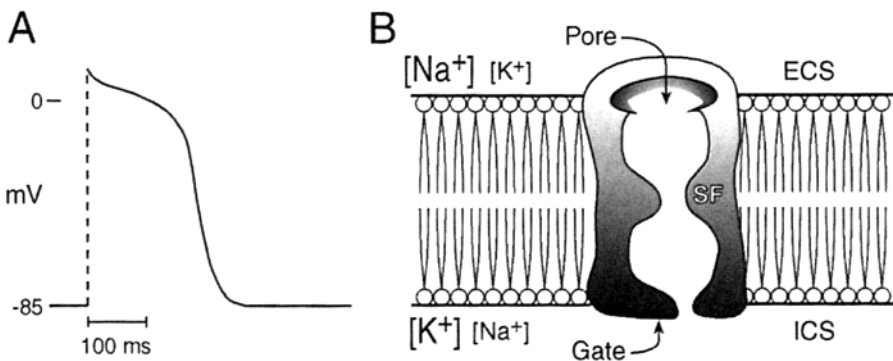 A
0
mV
-85
100 ms
B
Pore
[Na⁺] [K⁺]
ECS
SF
[K⁺] [Na⁺]
ICS
Gate